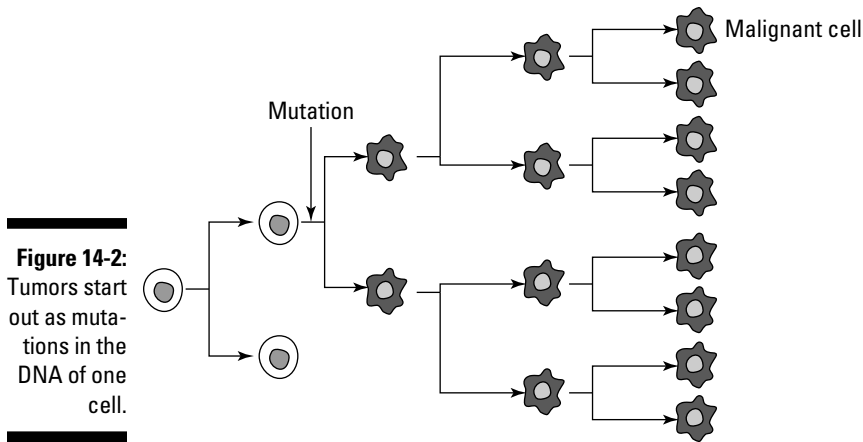 Malignant cell
Mutation
Figure 14-2:
Tumors start
out as muta-
tions in the
DNA of one
cell.